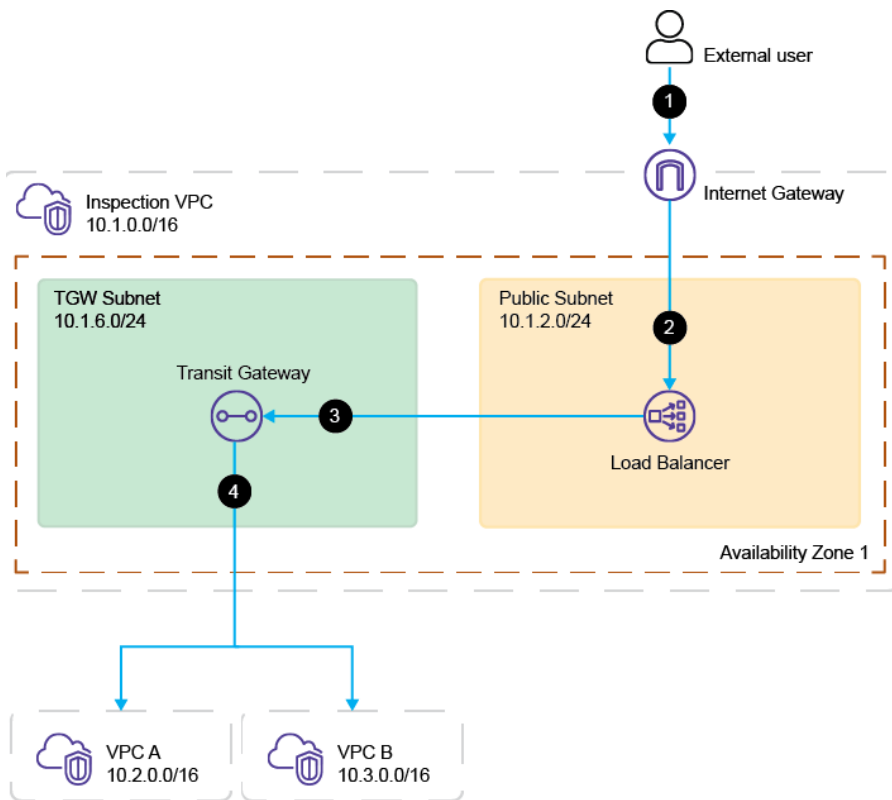 External user
1
Internet Gateway
Inspection VPC
10.1.0.0/16
TGW Subnet
10.1.6.0/24
Public Subnet
10.1.2.0/24
2
Transit Gateway
3
Load Balancer
4
Availability Zone 1
VPC A
10.2.0.0/16
VPC B
10.3.0.0/16